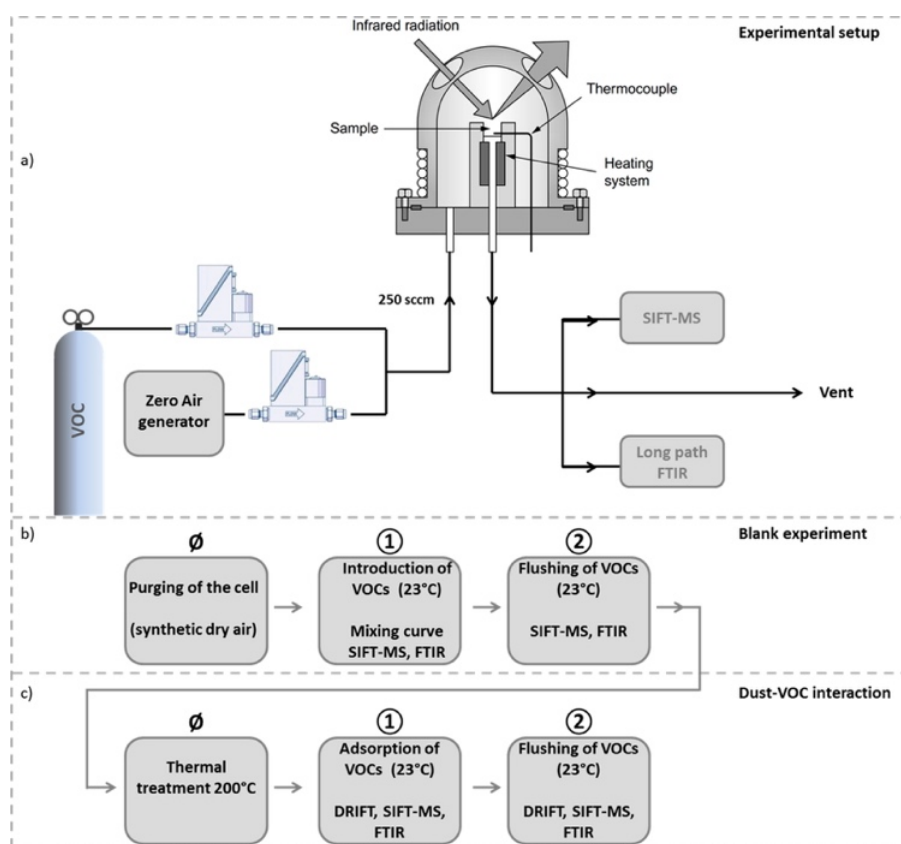 Experimental setup
Infrared radiation
Thermocouple
Sample
a)
Heating
system
250 sccm
SIFT-MS
VOC
Zero Air
generator
Vent
Long path
FTIR
b)
Blank experiment
Ø
①
②
Purging of the cell
(synthetic dry air)
Introduction of
VOCs (23°C)
Mixing curve
SIFT-MS, FTIR
Flushing of VOCs
(23°C)
SIFT-MS, FTIR
c)
Dust-VOC interaction
Ø
①
②
Thermal
treatment 200°C
Adsorption of
VOCs (23°C)
DRIFT, SIFT-MS,
FTIR
Flushing of VOCs
(23°C)
DRIFT, SIFT-MS,
FTIR